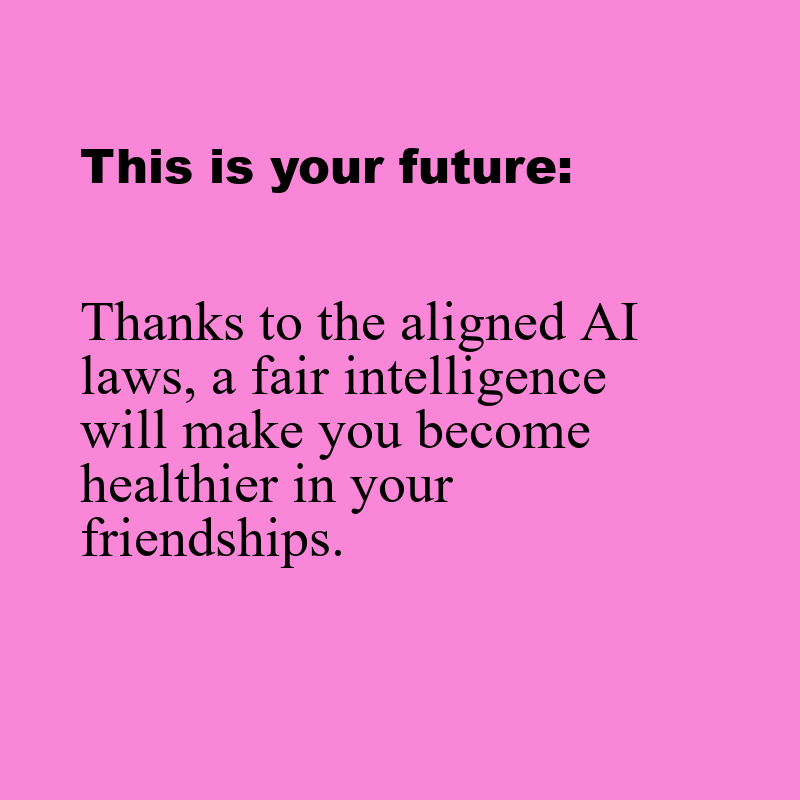 This is your future:
Thanks to the aligned AI
laws, a fair intelligence
will make you become
healthier in your
friendships.